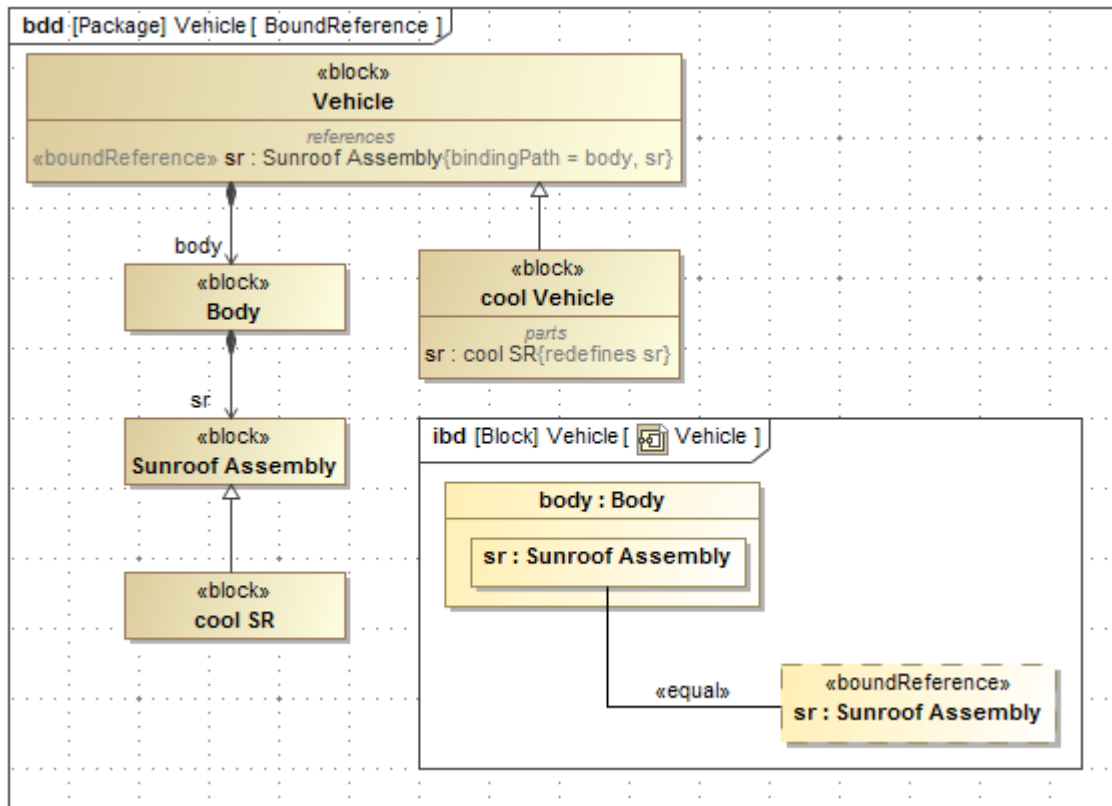 bdd [Package] Vehicle[ BoundReference ]
«block»
Vehicle
references
«boundReference» sr : Sunroof Assembly{bindingPath = body, sr}
body
«block»
Body
«block»
cool Vehicle
parts
sr : cool SR{redefines sr}
sr
«block»
Sunroof Assembly
«block»
cool SR
ibd [Block] Vehicle[ Vehicle ]
body : Body
sr : Sunroof Assembly
«equal»
«boundReference»
sr : Sunroof Assembly